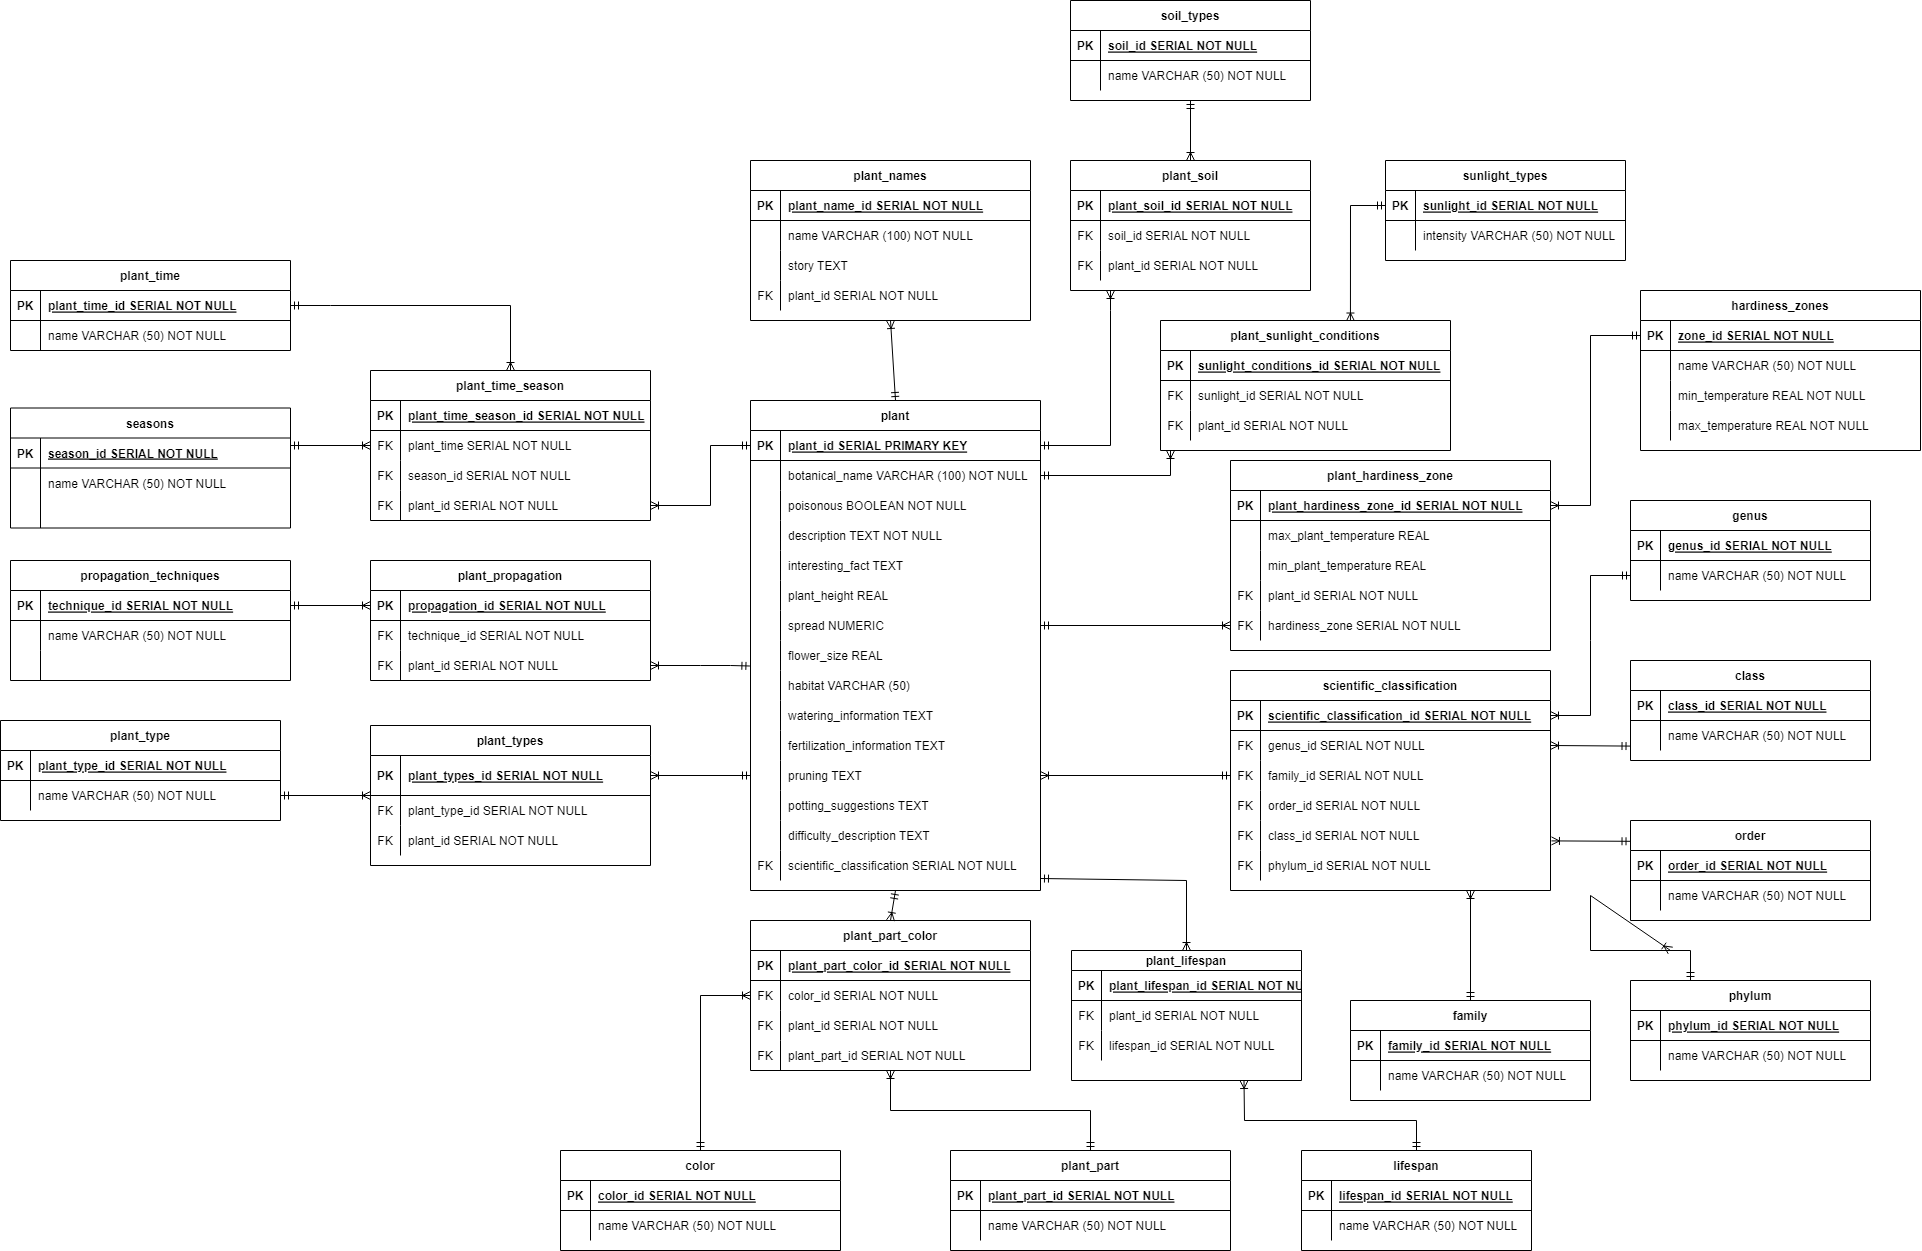 soil_types
PK soil_id SERIAL NOT NULL
name VARCHAR (50) NOT NULL
plant_names
PK plant_name_id SERIAL NOT NULL
name VARCHAR (100) NOT NULL
story TEXT
FK plant_id SERIAL NOT NULL
plant_soil
PK plant_soil_id SERIAL NOT NULL
FK soil_id SERIAL NOT NULL
FK plant_id SERIAL NOT NULL
sunlight_types
PK sunlight_id SERIAL NOT NULL
intensity VARCHAR (50) NOT NULL
plant_time
PK plant_time_id SERIAL NOT NULL
name VARCHAR (50) NOT NULL
plant_sunlight_conditions
PK sunlight_conditions_id SERIAL NOT NULL
FK sunlight_id SERIAL NOT NULL
FK plant_id SERIAL NOT NULL
hardiness_zones
PK zone_id SERIAL NOT NULL
name VARCHAR (50) NOT NULL
min_temperature REAL NOT NULL
max_temperature REAL NOT NULL
plant_time_season
PK plant_time_season_id SERIAL NOT NULL
FK plant_time SERIAL NOT NULL
FK season_id SERIAL NOT NULL
FK plant_id SERIAL NOT NULL
seasons
PK season_id SERIAL NOT NULL
name VARCHAR (50) NOT NULL
plant
PK plant_id SERIAL PRIMARY KEY
botanical_name VARCHAR (100) NOT NULL
poisonous BOOLEAN NOT NULL
description TEXT NOT NULL
interesting_fact TEXT
plant_height REAL
spread NUMERIC
flower_size REAL
habitat VARCHAR (50)
watering_information TEXT
fertilization_information TEXT
pruning TEXT
potting_suggestions TEXT
difficulty_description TEXT
FK scientific_classification SERIAL NOT NULL
plant_hardiness_zone
PK plant_hardiness_zone_id SERIAL NOT NULL
max_plant_temperature REAL
min_plant_temperature REAL
FK plant_id SERIAL NOT NULL
FK hardiness_zone SERIAL NOT NULL
genus
PK genus_id SERIAL NOT NULL
name VARCHAR (50) NOT NULL
propagation_techniques
PK technique_id SERIAL NOT NULL
name VARCHAR (50) NOT NULL
plant_propagation
PK propagation_id SERIAL NOT NULL
FK technique_id SERIAL NOT NULL
FK plant_id SERIAL NOT NULL
scientific_classification
PK scientific_classification_id SERIAL NOT NULL
FK genus_id SERIAL NOT NULL
FK family_id SERIAL NOT NULL
FK order_id SERIAL NOT NULL
FK class_id SERIAL NOT NULL
FK phylum_id SERIAL NOT NULL
class
PK class_id SERIAL NOT NULL
name VARCHAR (50) NOT NULL
plant_type
PK plant_type_id SERIAL NOT NULL
name VARCHAR (50) NOT NULL
plant_types
PK plant_types_id SERIAL NOT NULL
FK plant_type_id SERIAL NOT NULL
FK plant_id SERIAL NOT NULL
order
PK order_id SERIAL NOT NULL
name VARCHAR (50) NOT NULL
plant_part_color
PK plant_part_color_id SERIAL NOT NULL
FK color_id SERIAL NOT NULL
FK plant_id SERIAL NOT NULL
FK plant_part_id SERIAL NOT NULL
plant_lifespan
PK plant_lifespan_id SERIAL NOT NU
FK plant_id SERIAL NOT NULL
FK lifespan_id SERIAL NOT NULL
family
PK family_id SERIAL NOT NULL
name VARCHAR (50) NOT NULL
phylum
PK phylum_id SERIAL NOT NULL
name VARCHAR (50) NOT NULL
color
PK color_id SERIAL NOT NULL
name VARCHAR (50) NOT NULL
plant_part
PK plant_part_id SERIAL NOT NULL
name VARCHAR (50) NOT NULL
lifespan
PK lifespan_id SERIAL NOT NULL
name VARCHAR (50) NOT NULL